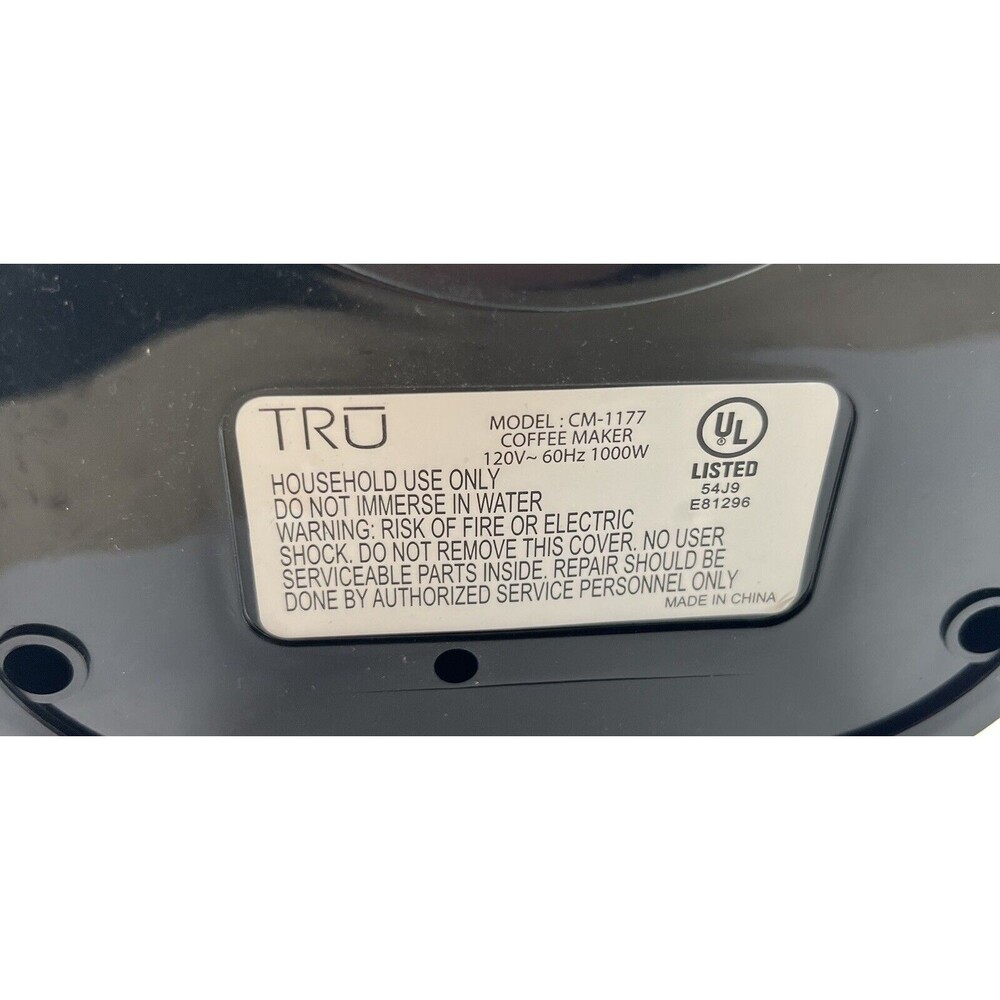 TRŪ
MODEL : CM-1177
COFFEE MAKER
120V~ 60Hz 1000W
UL
®
LISTED
54J9
E81296
HOUSEHOLD USE ONLY
DO NOT IMMERSE IN WATER
WARNING: RISK OF FIRE OR ELECTRIC
SHOCK. DO NOT REMOVE THIS COVER. NO USER
SERVICEABLE PARTS INSIDE. REPAIR SHOULD BE
DONE BY AUTHORIZED SERVICE PERSONNEL ONLY
MADE IN CHINA